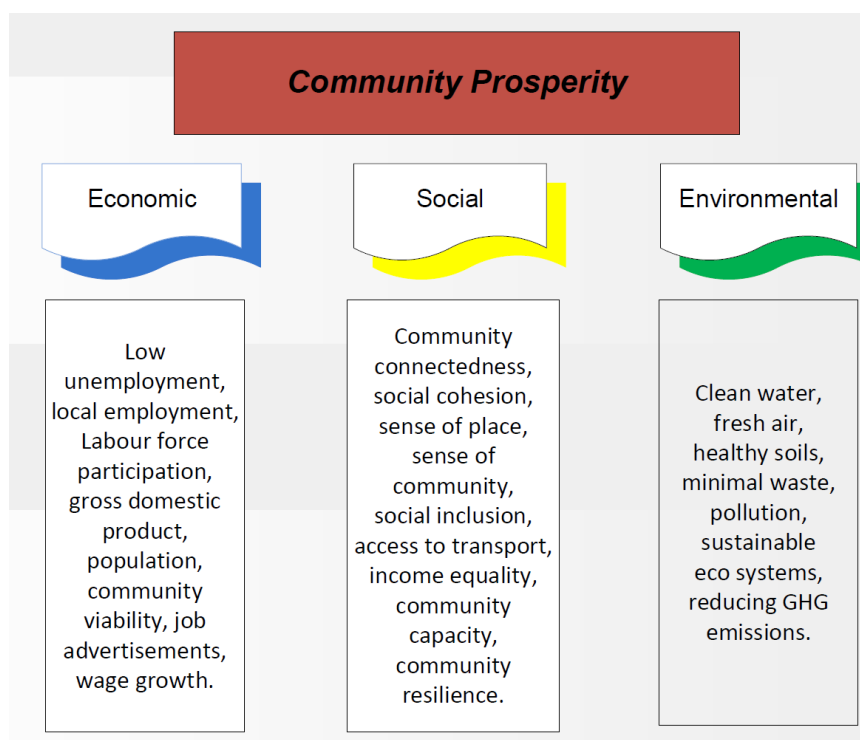 Community Prosperity
Economic
Social
Environmental
Low
unemployment,
local employment,
Labour force
participation,
gross domestic
product,
population,
community
viability, job
advertisements,
wage growth.
Community
connectedness,
social cohesion,
sense of place,
sense of
community,
social inclusion,
access to transport,
income equality,
community
capacity,
community
resilience.
Clean water,
fresh air,
healthy soils,
minimal waste,
pollution,
sustainable
eco systems,
reducing GHG
emissions.